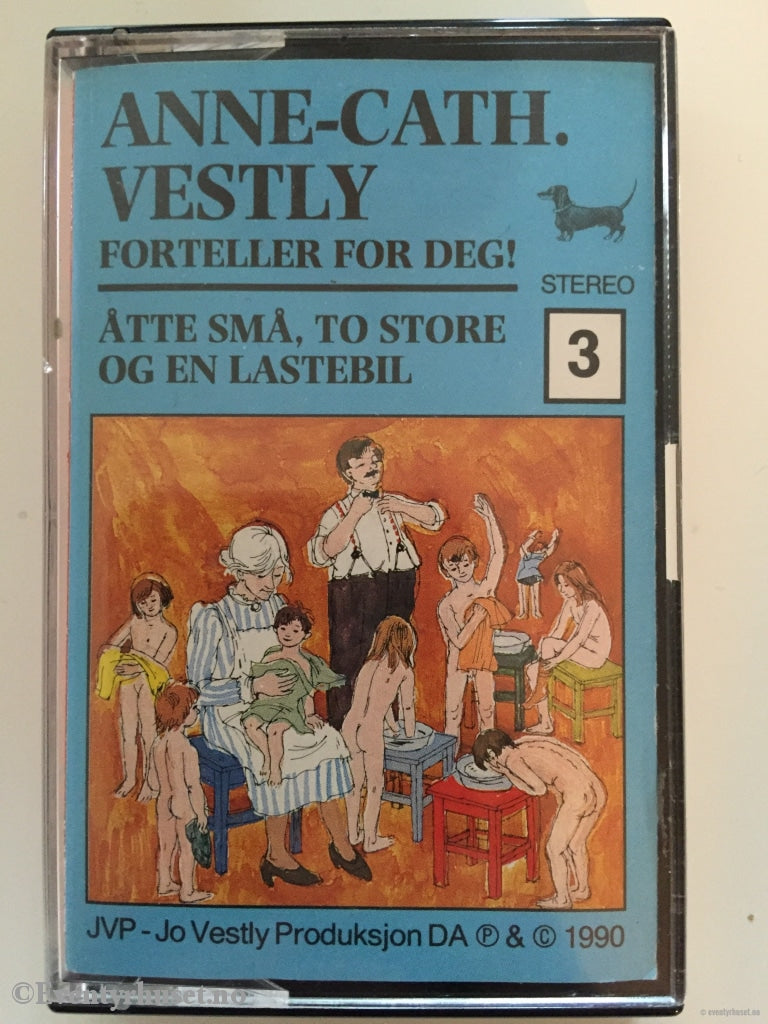 ANNE-CATH.
VESTLY
FORTELLER FOR DEG!
STEREO
ÅTTE SMÅ, TO STORE
OG EN LASTEBIL
3
JVP - Jo Vestly Produksjon DA Ⓟ & © 1990
© Eventyrhuset.no
© eventyrhuset.no